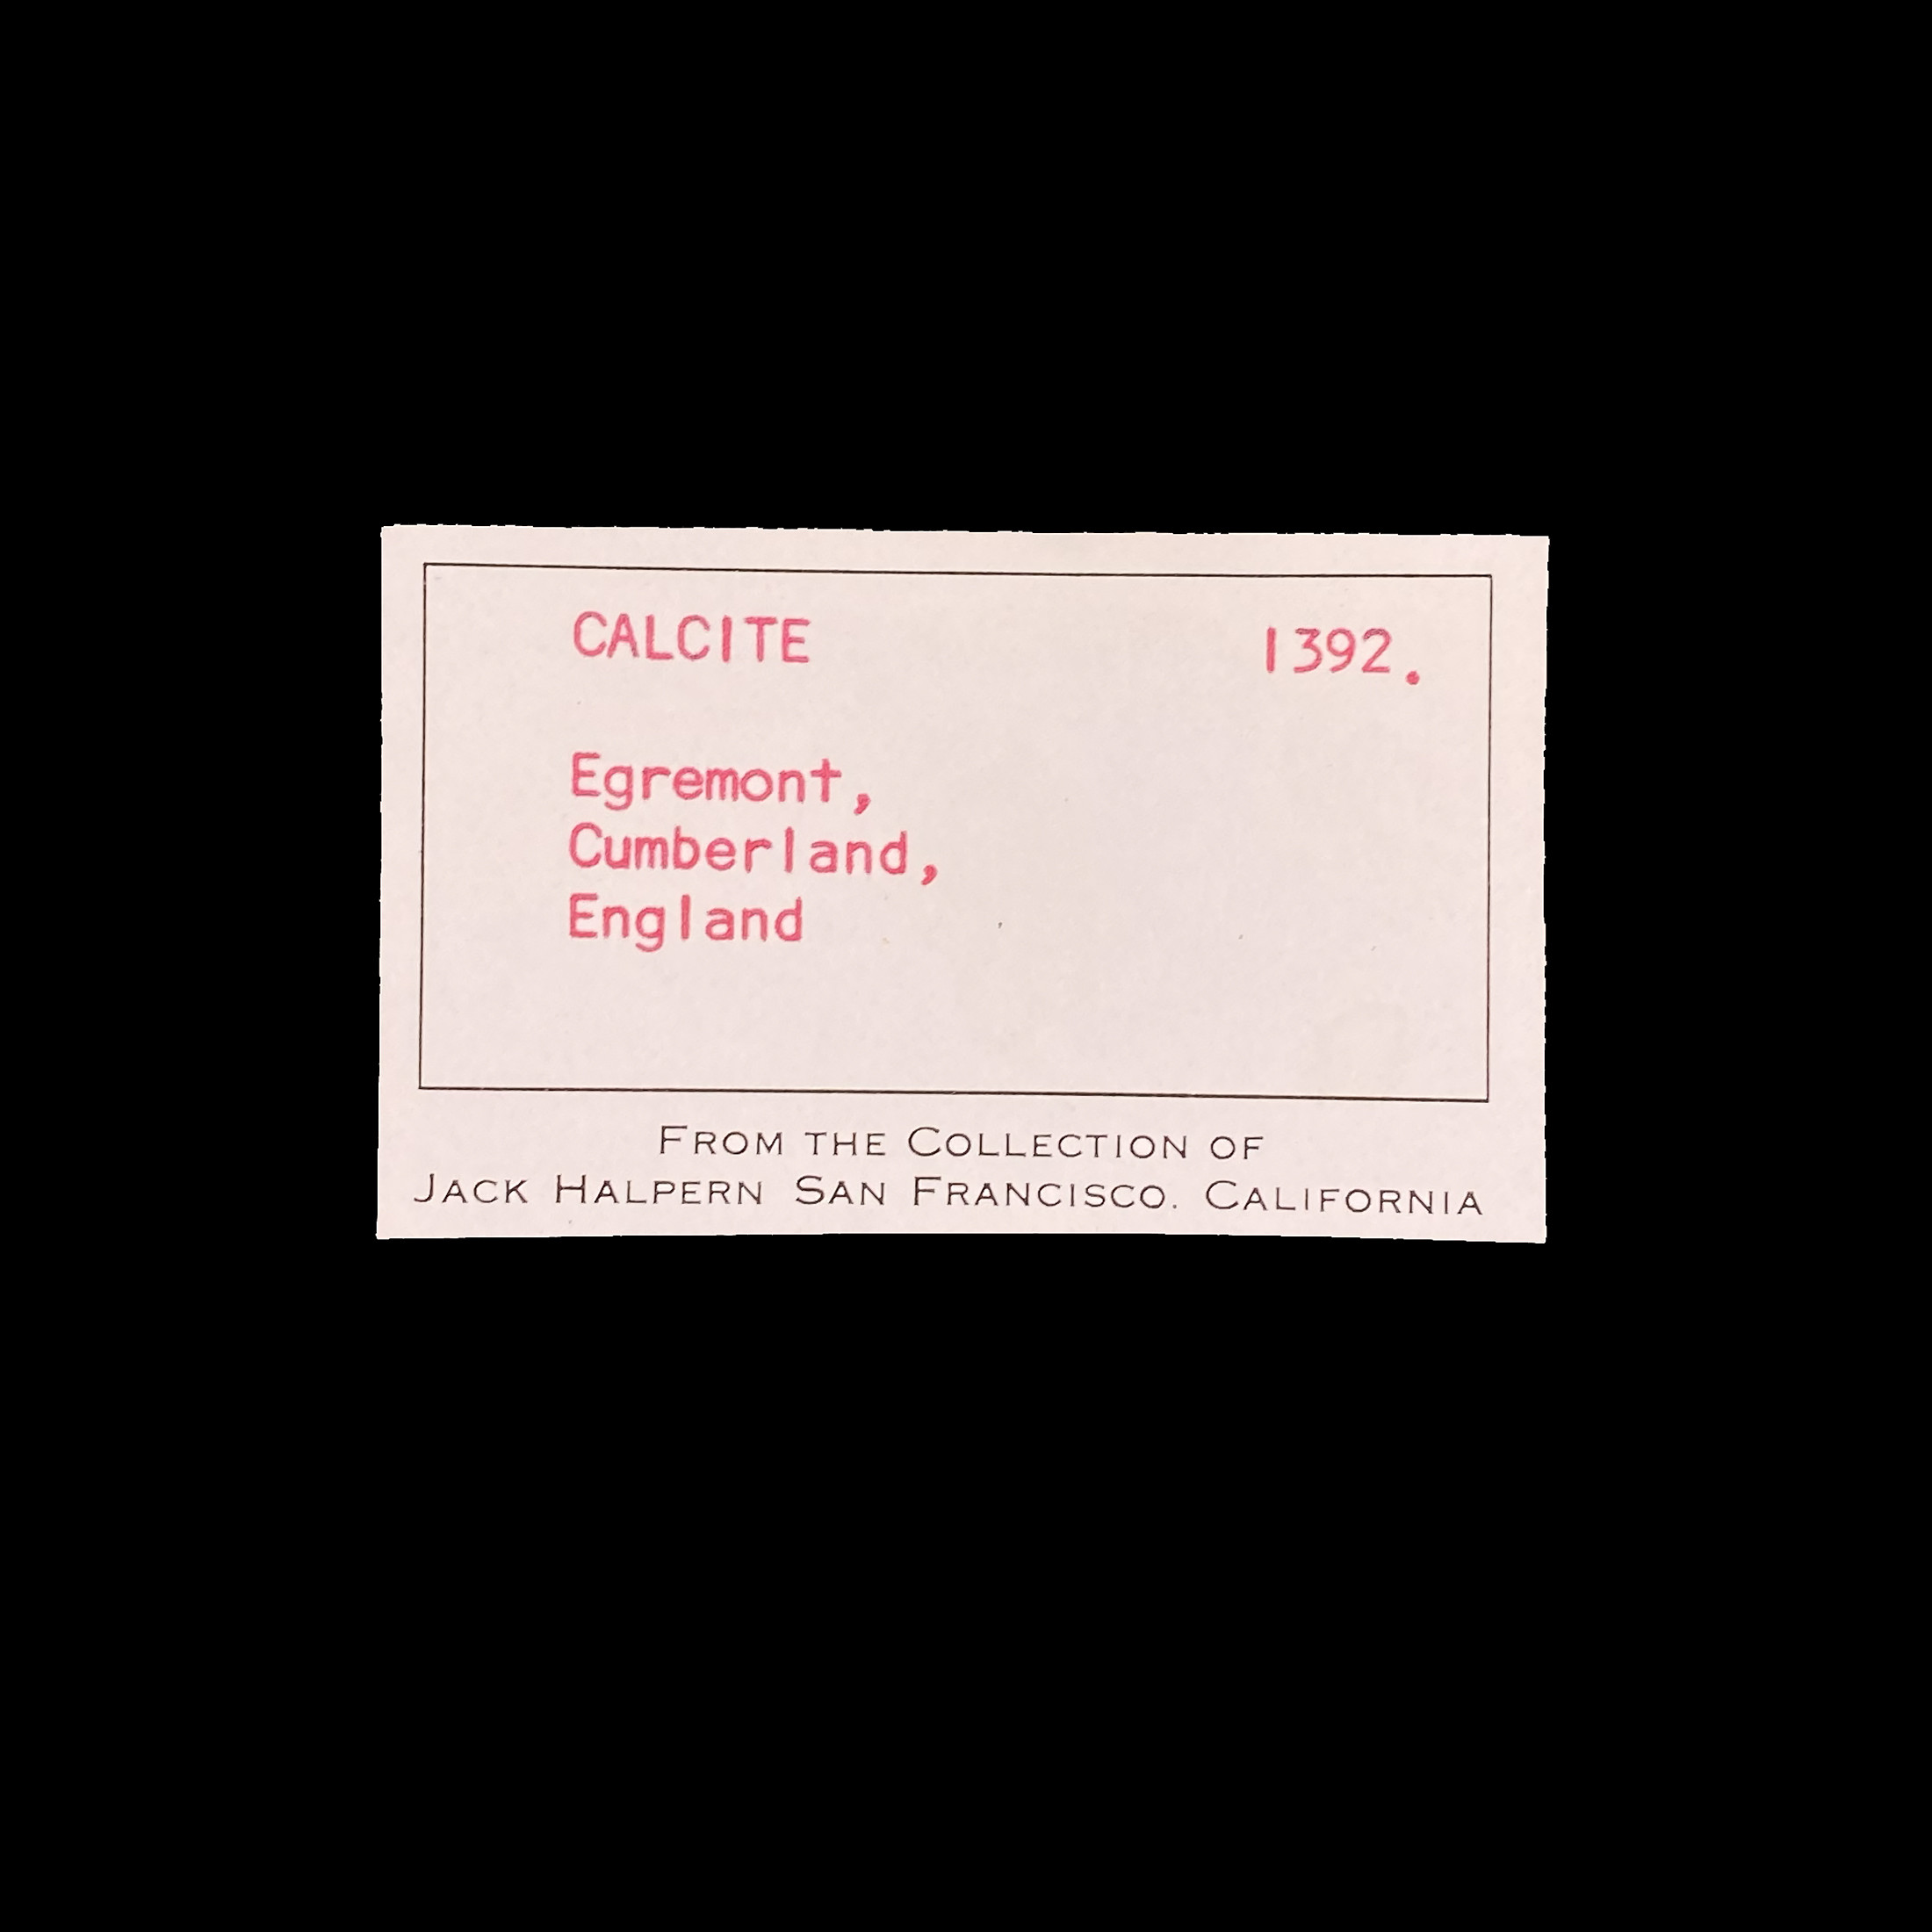 CALCITE 1392.
Egremont,
Cumberland,
England
FROM THE COLLECTION OF
JACK HALPERN SAN FRANCISCO. CALIFORNIA